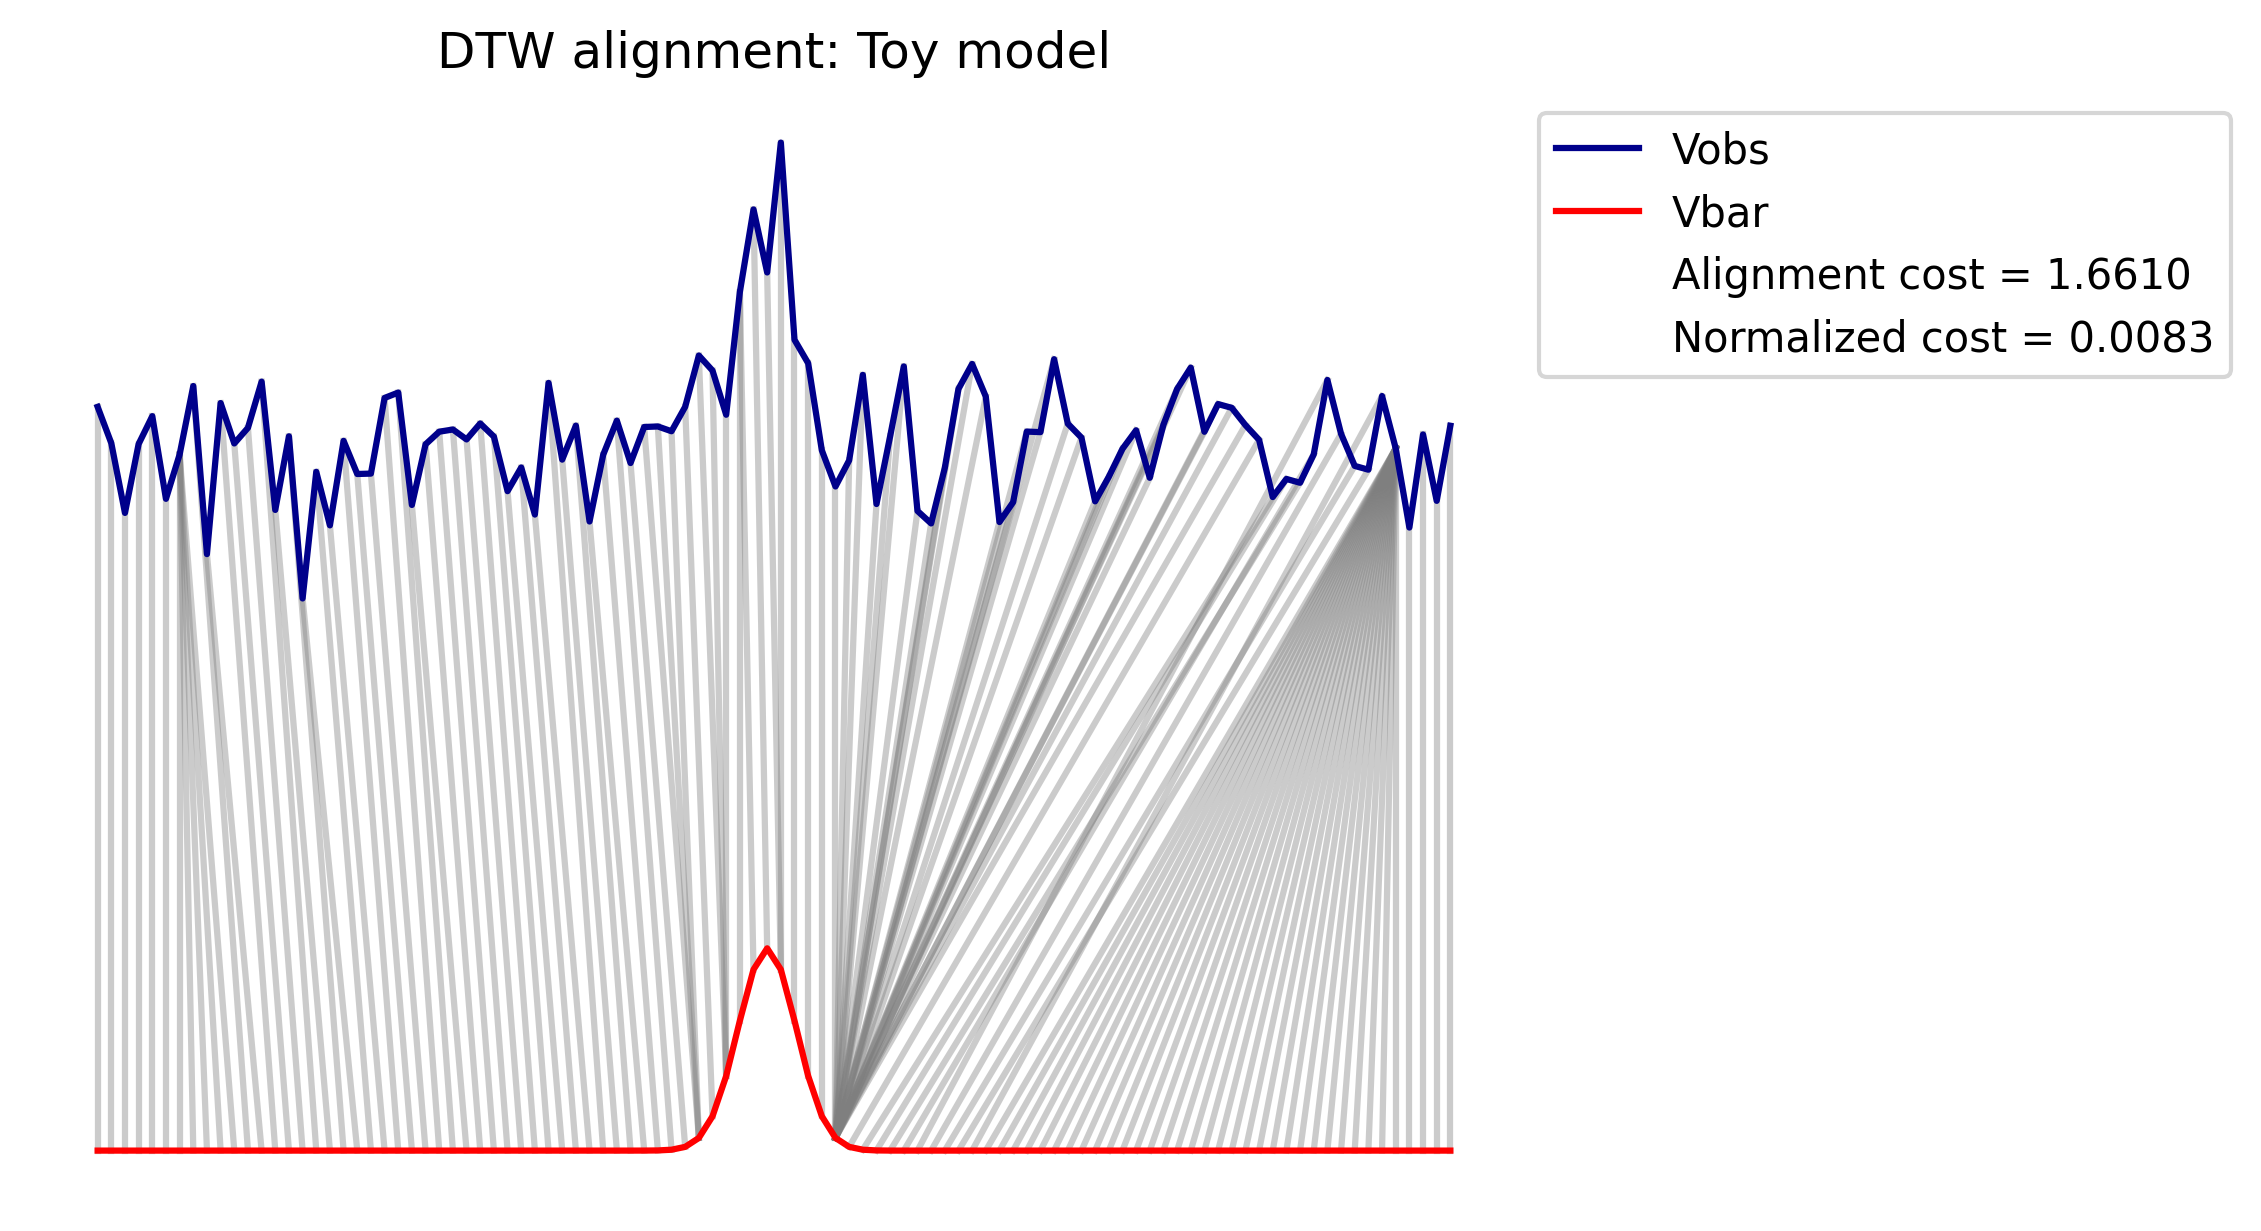 DTW alignment: Toy model
Vobs
Vbar
Alignment cost = 1.6610
Normalized cost = 0.0083